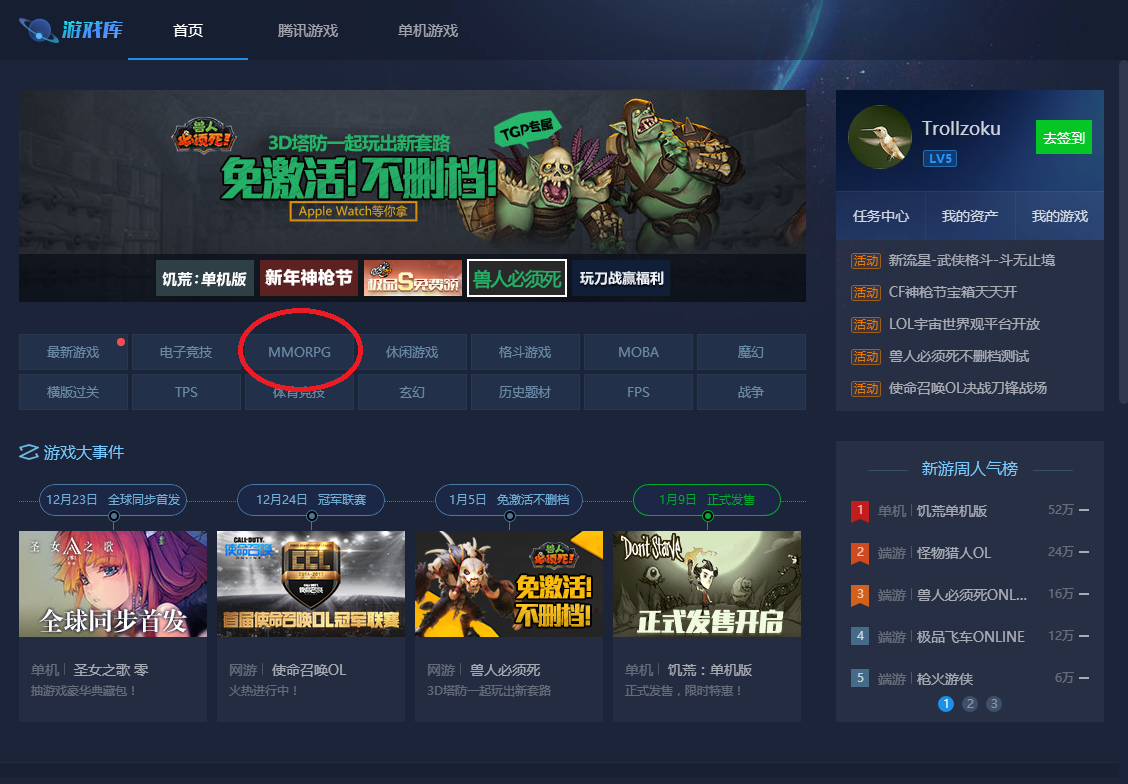 游戏库
首页
腾讯游戏
单机游戏
兽人
必须死!
3D塔防一起玩出新套路
TGP专属
免激活!不删档!
Apple Watch等你拿
饥荒:单机版
新年神枪节
极品S免费领
兽人必须死
玩刀战赢福利
Trollzoku
LV5
去签到
任务中心
我的资产
我的游戏
活动 新流星-武侠格斗-斗无止境
活动 CF神枪节宝箱天天开
活动 LOL宇宙世界观平台开放
活动 兽人必须死不删档测试
活动 使命召唤OL决战刀锋战场
最新游戏
电子竞技
MMORPG
休闲游戏
格斗游戏
MOBA
魔幻
横版过关
TPS
体育竞技
玄幻
历史题材
FPS
战争
游戏大事件
12月23日 全球同步首发
12月24日 冠军联赛
1月5日 免激活不删档
1月9日 正式发售
圣女之歌
全球同步首发
CALL·DUTY
使命召唤
CCL
首届使命召唤OL冠军联赛
兽人
必须死!
免激活!
不删档!
Don't Starve
正式发售开启
单机 圣女之歌 零
抽游戏豪华典藏包!
网游 使命召唤OL
火热进行中!
网游 兽人必须死
3D塔防一起玩出新套路
单机 饥荒:单机版
正式发售,限时特惠!
新游周人气榜
1 单机 饥荒单机版 52万
2 端游 怪物猎人OL 24万
3 端游 兽人必须死ONL... 16万
4 端游 极品飞车ONLINE 12万
5 端游 枪火游侠 6万
1 2 3